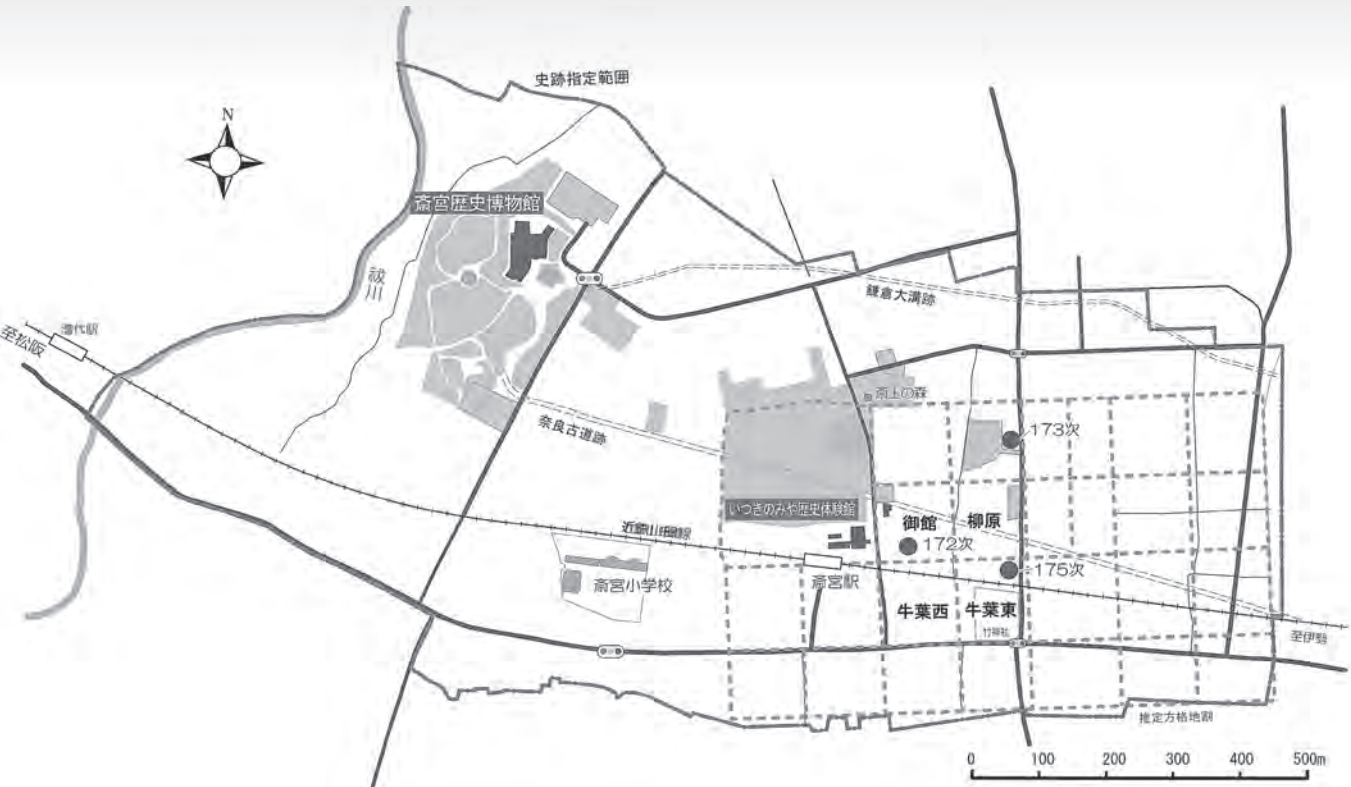 史跡指定範囲
N
斎宮歴史博物館
祓川
鎌倉大溝跡
漕代駅
至松阪
斎王の森
奈良古道跡
173次
いつきのみや歴史体験館
御館
柳原
近鉄山田線
172次
斎宮駅
175次
斎宮小学校
牛葉西
牛葉東
竹神社
至伊勢
推定方格地割
0 100 200 300 400 500m